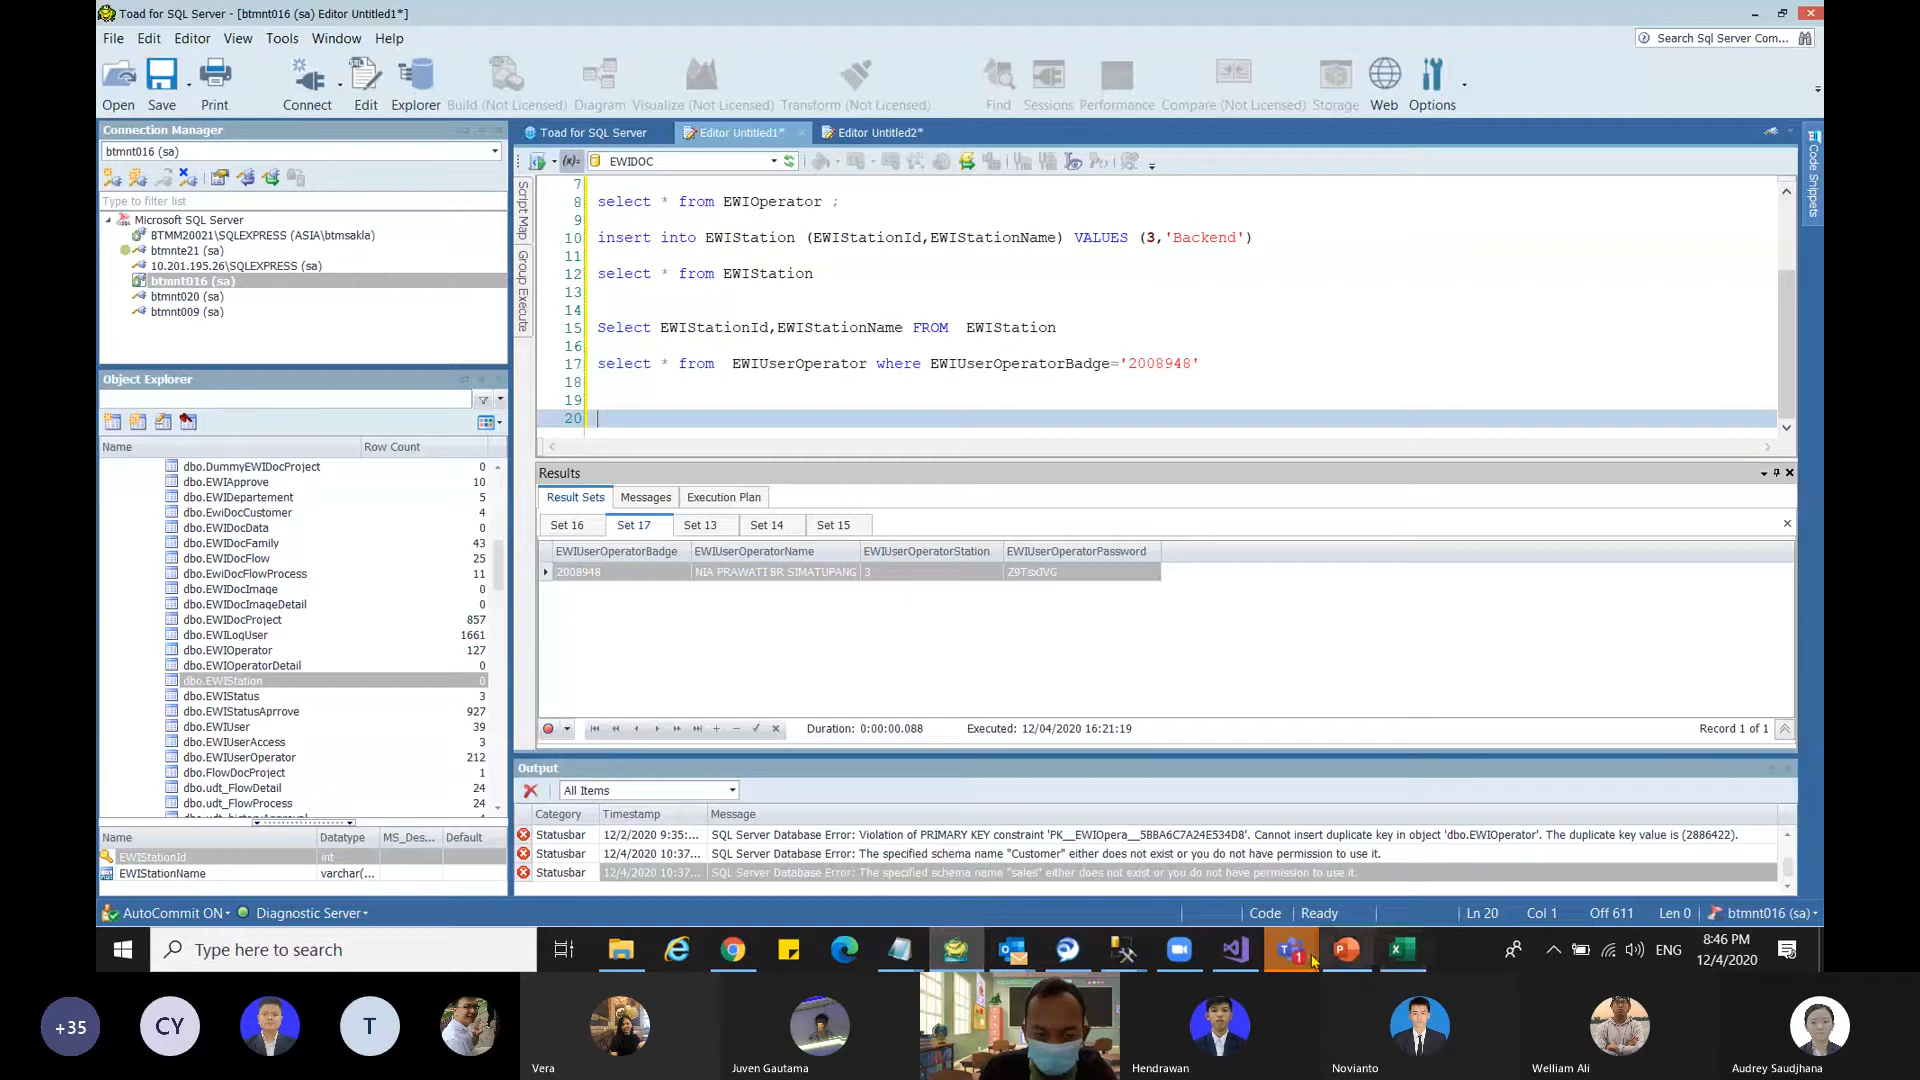 Toad for SQL Server - [btmnt016 (sa) Editor Untitled1*]
File Edit Editor View Tools Window Help
Search Sql Server Com...
Open Save Print Connect Edit Explorer Build (Not Licensed) Diagram Visualize (Not Licensed) Transform (Not Licensed) Find Sessions Performance Compare (Not Licensed) Storage Web Options
Connection Manager
btmnt016 (sa)
Type to filter list
Microsoft SQL Server
BTMM20021\SQLEXPRESS (ASIA\btmsakla)
btmnte21 (sa)
10.201.195.26\SQLEXPRESS (sa)
btmnt016 (sa)
btmnt020 (sa)
btmnt009 (sa)
Object Explorer
Name Row Count
dbo.DummyEWIDocProject 0
dbo.EWIApprove 10
dbo.EWIDepartement 5
dbo.EwiDocCustomer 4
dbo.EWIDocData 0
dbo.EWIDocFamily 43
dbo.EWIDocFlow 25
dbo.EwiDocFlowProcess 11
dbo.EWIDocImage 0
dbo.EWIDocImageDetail 0
dbo.EWIDocProject 857
dbo.EWILogUser 1661
dbo.EWIOperator 127
dbo.EWIOperatorDetail 0
dbo.EWIStation 0
dbo.EWIStatus 3
dbo.EWIStatusAprrove 927
dbo.EWIUser 39
dbo.EWIUserAccess 3
dbo.EWIUserOperator 212
dbo.FlowDocProject 1
dbo.udt_FlowDetail 24
dbo.udt_FlowProcess 24
Name Datatype MS_Des... Default
EWIStationId int
EWIStationName varchar(...
Toad for SQL Server Editor Untitled1* Editor Untitled2*
(x)= EWIDOC
Script Map
Group Execute
Code Snippets
7
8 select * from EWIOperator ;
9
10 insert into EWIStation (EWIStationId,EWIStationName) VALUES (3,'Backend')
11
12 select * from EWIStation
13
14
15 Select EWIStationId,EWIStationName FROM EWIStation
16
17 select * from EWIUserOperator where EWIUserOperatorBadge='2008948'
18
19
20
Results
Result Sets Messages Execution Plan
Set 16 Set 17 Set 13 Set 14 Set 15
EWIUserOperatorBadge EWIUserOperatorName EWIUserOperatorStation EWIUserOperatorPassword
2008948 NIA PRAWATI BR SIMATUPANG 3 Z9TsxJVG
Duration: 0:00:00.088 Executed: 12/04/2020 16:21:19 Record 1 of 1
Output
All Items
Category Timestamp Message
Statusbar 12/2/2020 9:35:... SQL Server Database Error: Violation of PRIMARY KEY constraint 'PK__EWIOpera__5BBA6C7A24E534D8'. Cannot insert duplicate key in object 'dbo.EWIOperator'. The duplicate key value is (2886422).
Statusbar 12/4/2020 10:37... SQL Server Database Error: The specified schema name "Customer" either does not exist or you do not have permission to use it.
Statusbar 12/4/2020 10:37... SQL Server Database Error: The specified schema name "sales" either does not exist or you do not have permission to use it.
AutoCommit ON Diagnostic Server Code Ready Ln 20 Col 1 Off 611 Len 0 btmnt016 (sa)
Type here to search
1
ENG
8:46 PM
12/4/2020
+35 CY T
Vera Juven Gautama Hendrawan Novianto Welliam Ali Audrey Saudjhana